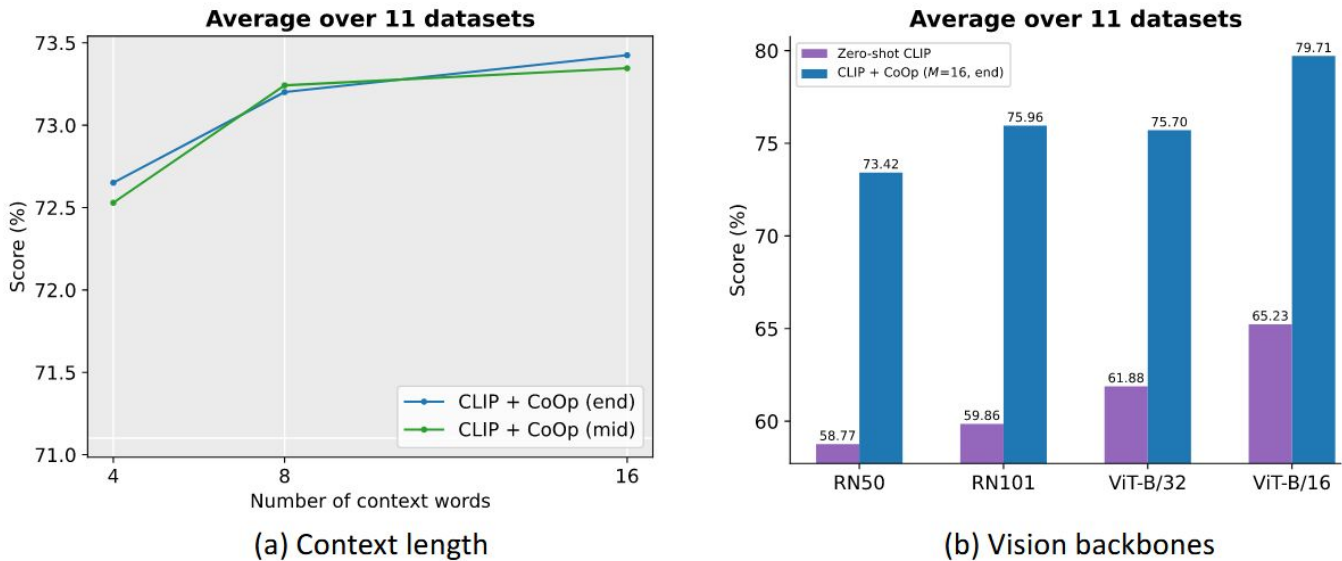 Average over 11 datasets
73.5
73.0
72.5
72.0
71.5
71.0
Score (%)
CLIP + CoOp (end)
CLIP + CoOp (mid)
4 8 16
Number of context words
(a) Context length
Average over 11 datasets
Zero-shot CLIP
CLIP + CoOp (M=16, end)
80
75
70
65
60
Score (%)
58.77
73.42
59.86
75.96
61.88
75.70
65.23
79.71
RN50 RN101 ViT-B/32 ViT-B/16
(b) Vision backbones